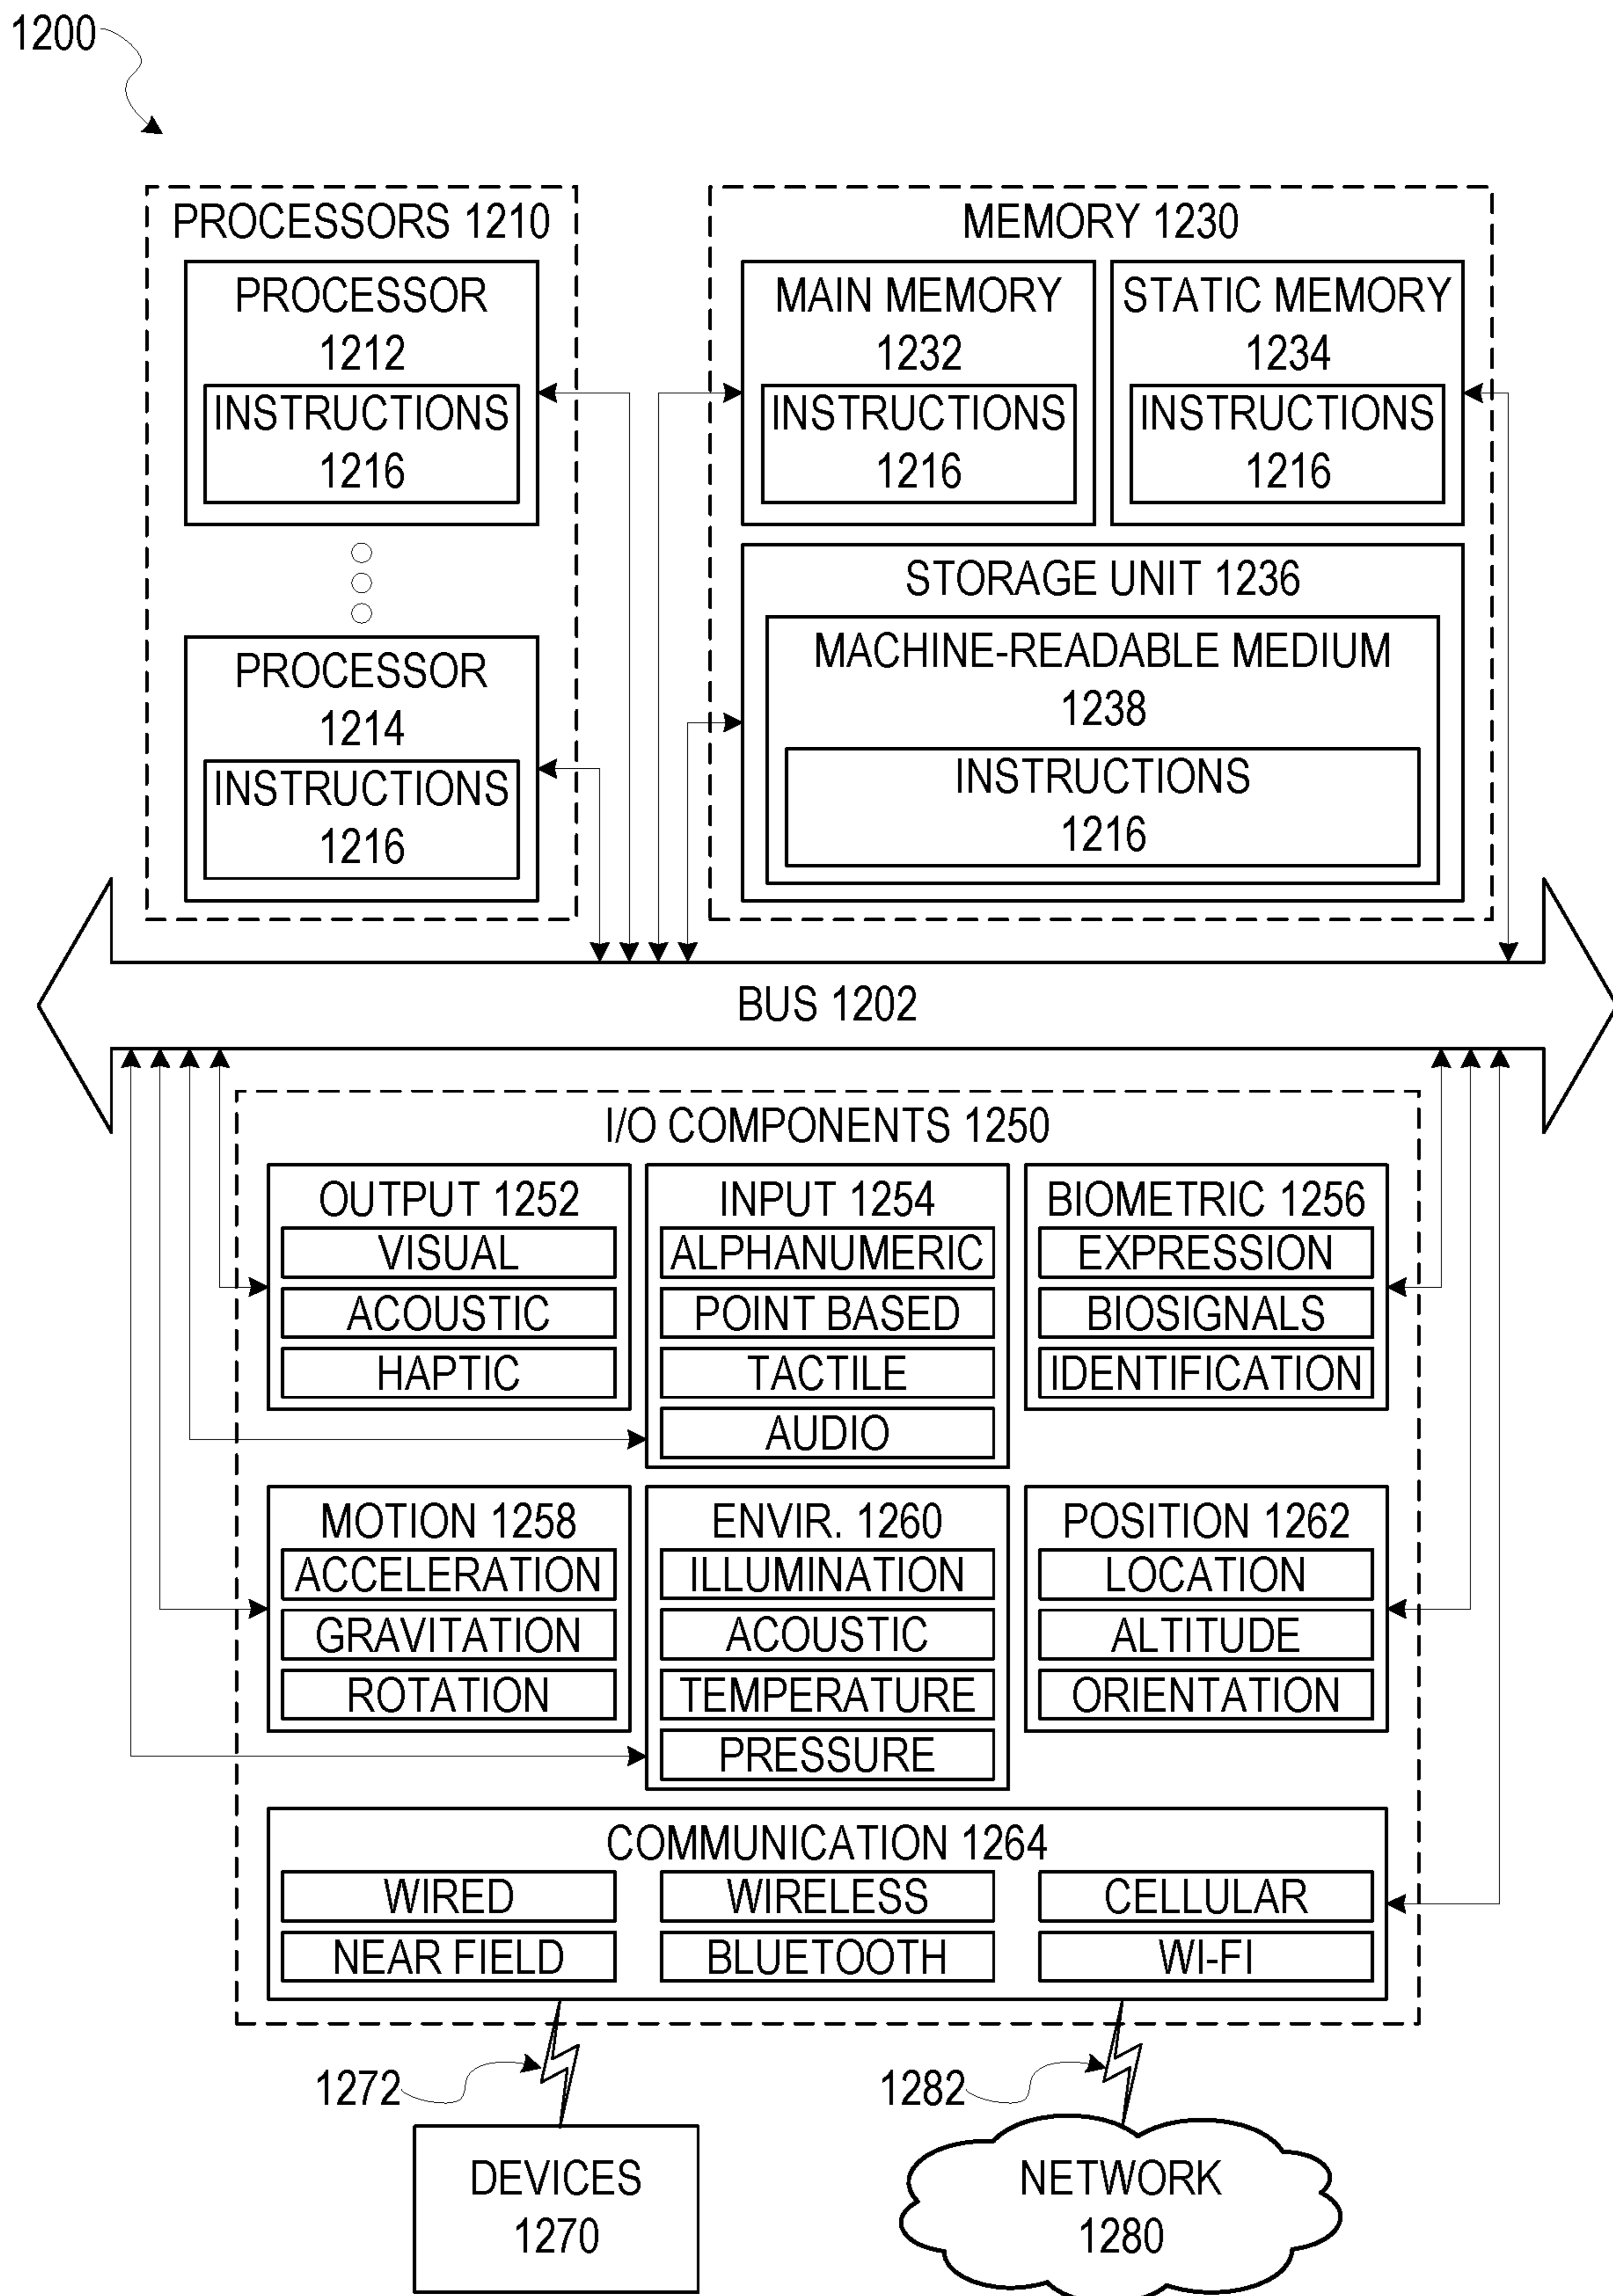 1200
PROCESSORS 1210
PROCESSOR
1212
INSTRUCTIONS
1216
PROCESSOR
1214
INSTRUCTIONS
1216
MEMORY 1230
MAIN MEMORY
1232
INSTRUCTIONS
1216
STATIC MEMORY
1234
INSTRUCTIONS
1216
STORAGE UNIT 1236
MACHINE-READABLE MEDIUM
1238
INSTRUCTIONS
1216
BUS 1202
I/O COMPONENTS 1250
OUTPUT 1252
VISUAL
ACOUSTIC
HAPTIC
INPUT 1254
ALPHANUMERIC
POINT BASED
TACTILE
AUDIO
BIOMETRIC 1256
EXPRESSION
BIOSIGNALS
IDENTIFICATION
MOTION 1258
ACCELERATION
GRAVITATION
ROTATION
ENVIR. 1260
ILLUMINATION
ACOUSTIC
TEMPERATURE
PRESSURE
POSITION 1262
LOCATION
ALTITUDE
ORIENTATION
COMMUNICATION 1264
WIRED
WIRELESS
CELLULAR
NEAR FIELD
BLUETOOTH
WI-FI
1272
1282
DEVICES
1270
NETWORK
1280